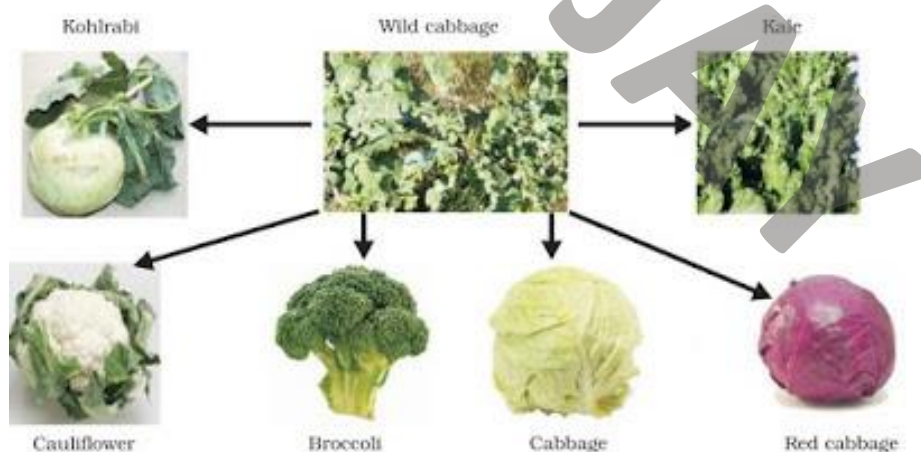 Kohlrabi
Wild cabbage
Kale
Cauliflower
Broccoli
Cabbage
Red cabbage